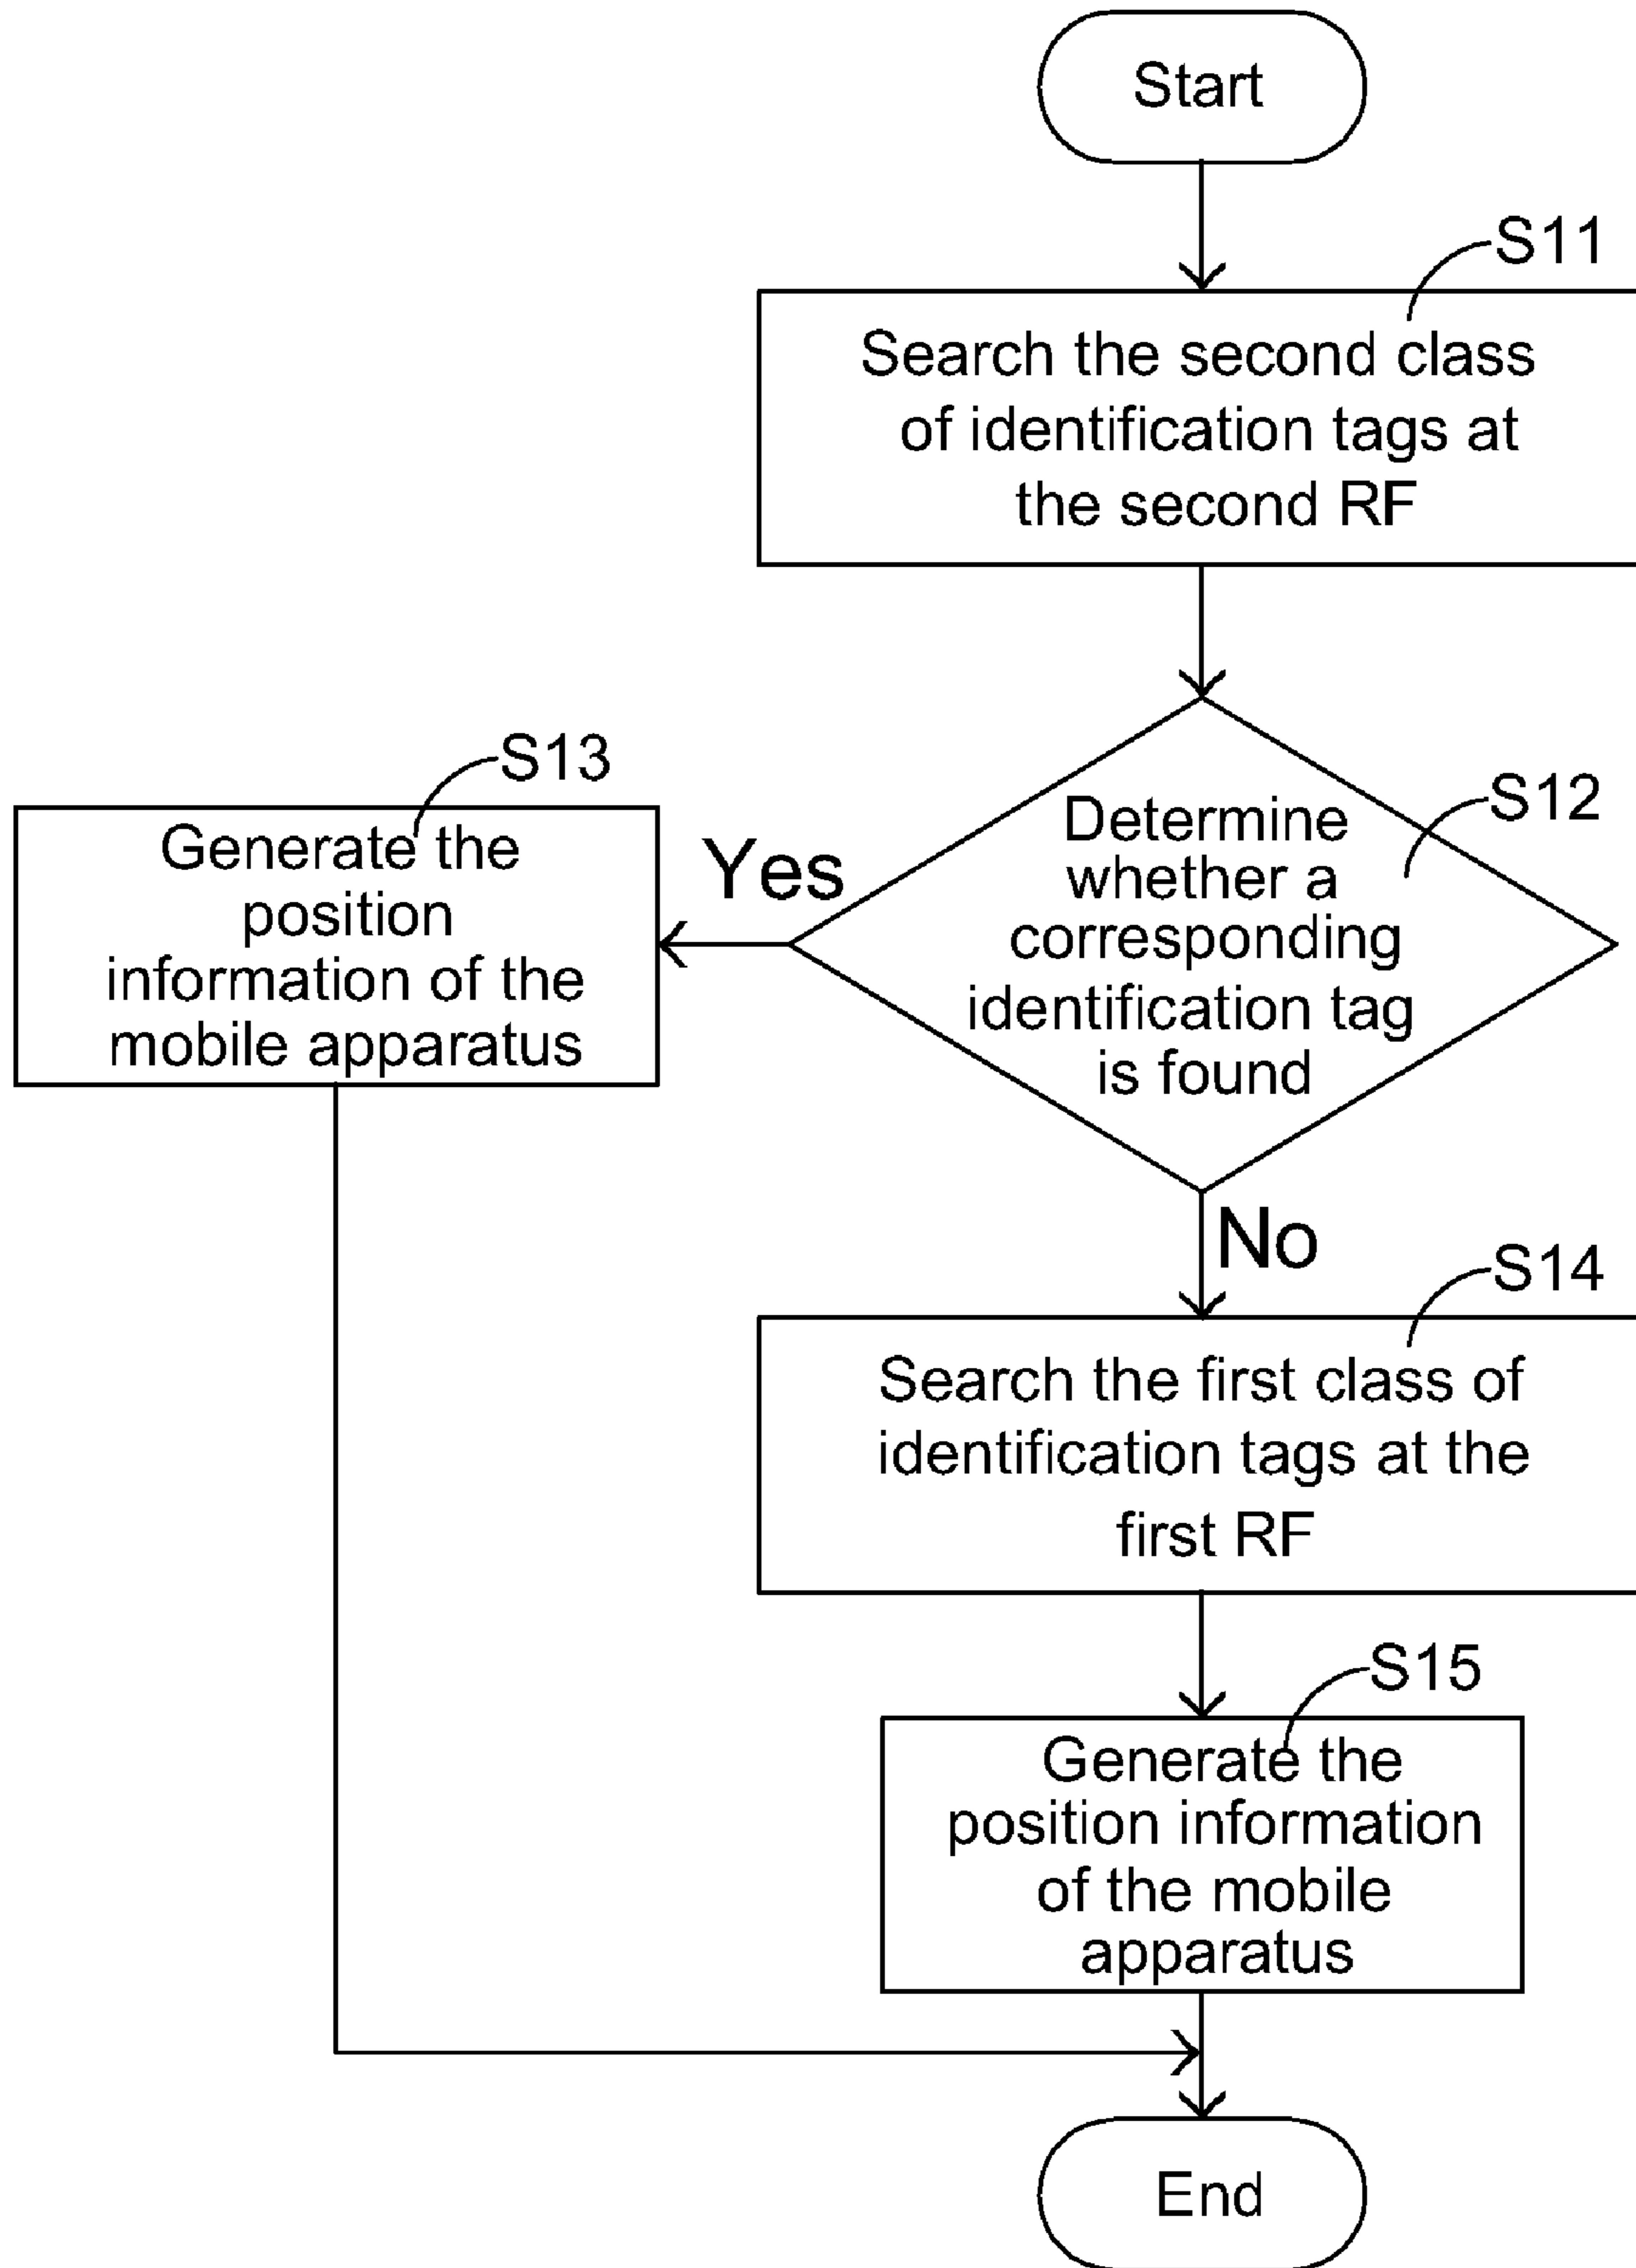 Start
S11
Search the second class
of identification tags at
the second RF
S12
Determine
whether a
corresponding
identification tag
is found
Yes
S13
Generate the
position
information of the
mobile apparatus
No
S14
Search the first class of
identification tags at the
first RF
S15
Generate the
position information
of the mobile
apparatus
End